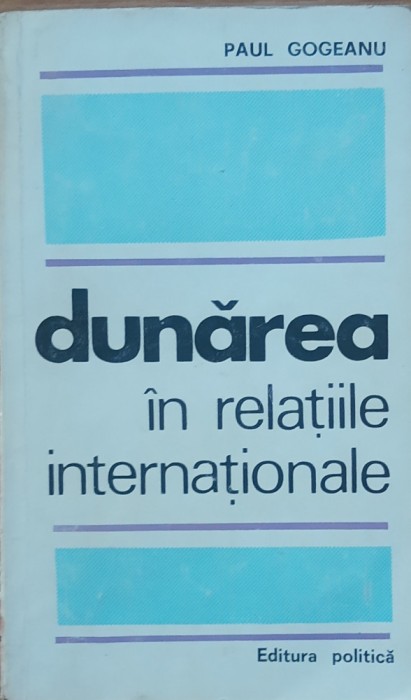 PAUL GOGEANU
dunărea
în relațiile
internaționale
Editura politică